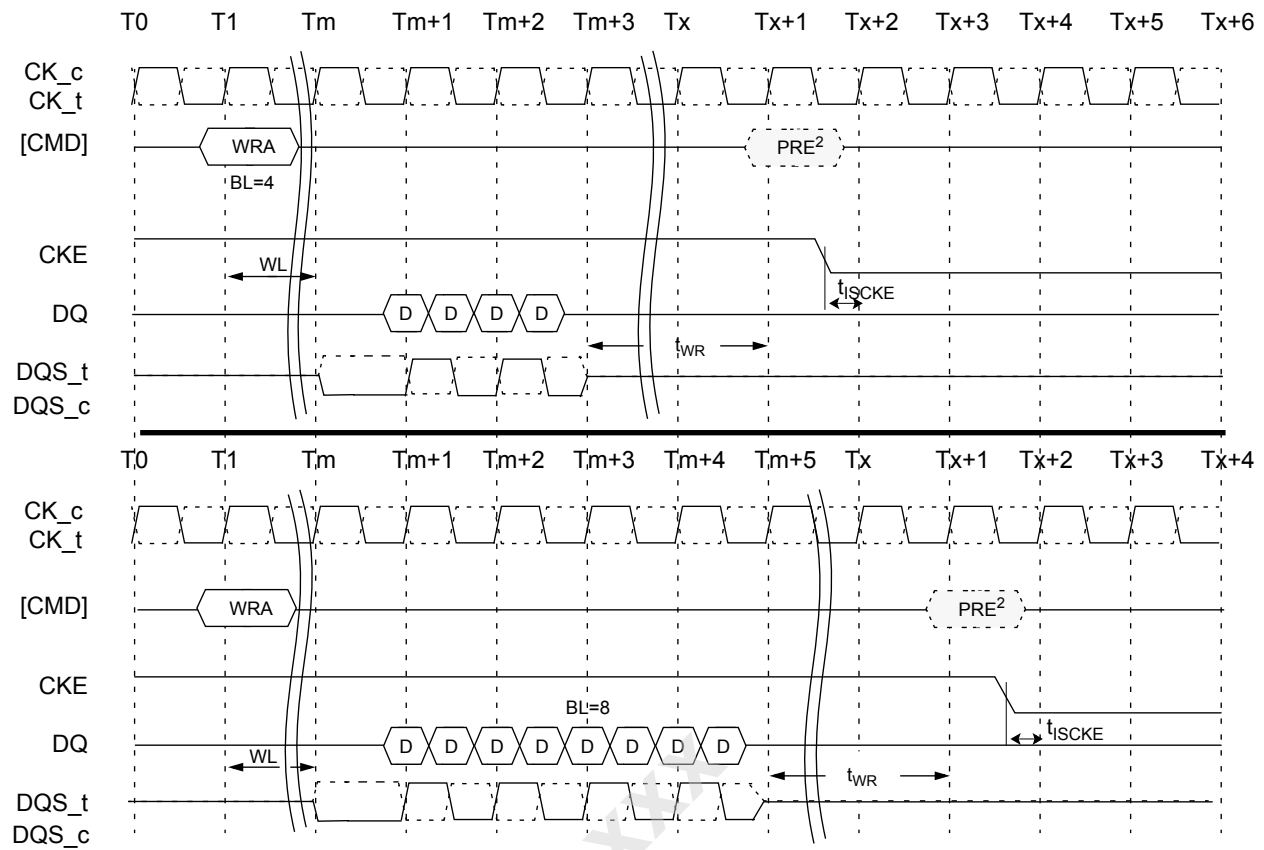 T0 T1 Tm Tm+1 Tm+2 Tm+3 Tx Tx+1 Tx+2 Tx+3 Tx+4 Tx+5 Tx+6
CK_c
CK_t
[CMD] WRA PRE2
BL=4
CKE
WL
tISCKE
DQ D D D D
tWR
DQS_t
DQS_c
T0 T1 Tm Tm+1 Tm+2 Tm+3 Tm+4 Tm+5 Tx Tx+1 Tx+2 Tx+3 Tx+4
CK_c
CK_t
[CMD] WRA PRE2
CKE
BL=8
tISCKE
DQ D D D D D D D D
WL
tWR
DQS_t
DQS_c